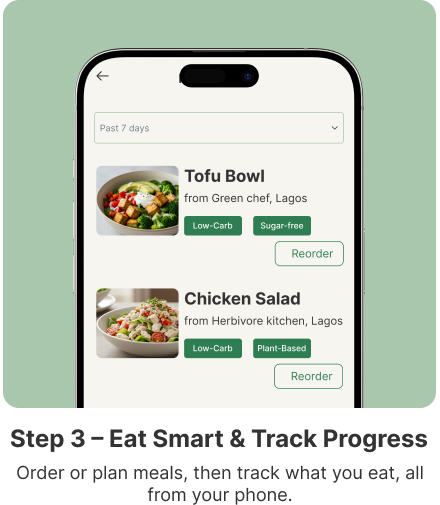 Past 7 days
Tofu Bowl
from Green chef, Lagos
Low-Carb Sugar-free
Reorder
Chicken Salad
from Herbivore kitchen, Lagos
Low-Carb Plant-Based
Reorder
Step 3 – Eat Smart & Track Progress
Order or plan meals, then track what you eat, all
from your phone.